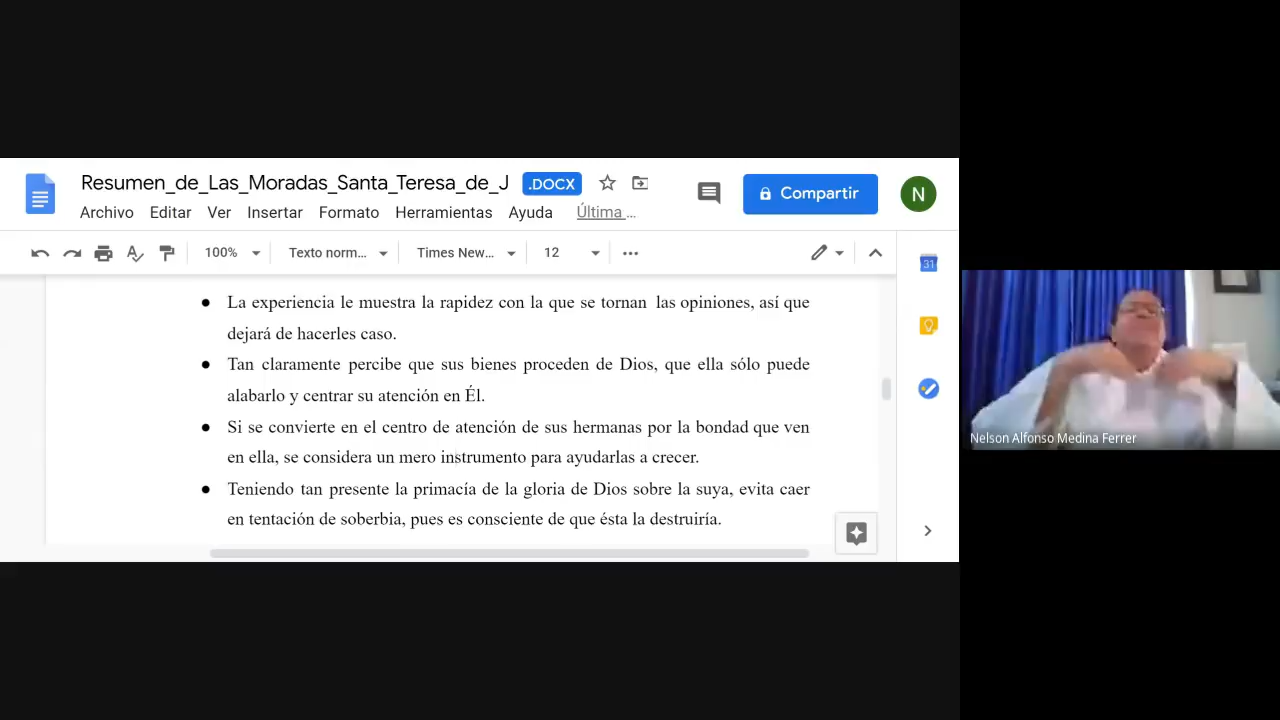 Resumen_de_Las_Moradas_Santa_Teresa_de_J .DOCX
Compartir
N
Archivo Editar Ver Insertar Formato Herramientas Ayuda Última ...
100% Texto norm... Times New... 12
31
● La experiencia le muestra la rapidez con la que se tornan las opiniones, así que
dejará de hacerles caso.
● Tan claramente percibe que sus bienes proceden de Dios, que ella sólo puede
alabarlo y centrar su atención en Él.
● Si se convierte en el centro de atención de sus hermanas por la bondad que ven
en ella, se considera un mero instrumento para ayudarlas a crecer.
● Teniendo tan presente la primacía de la gloria de Dios sobre la suya, evita caer
en tentación de soberbia, pues es consciente de que ésta la destruiría.
Nelson Alfonso Medina Ferrer